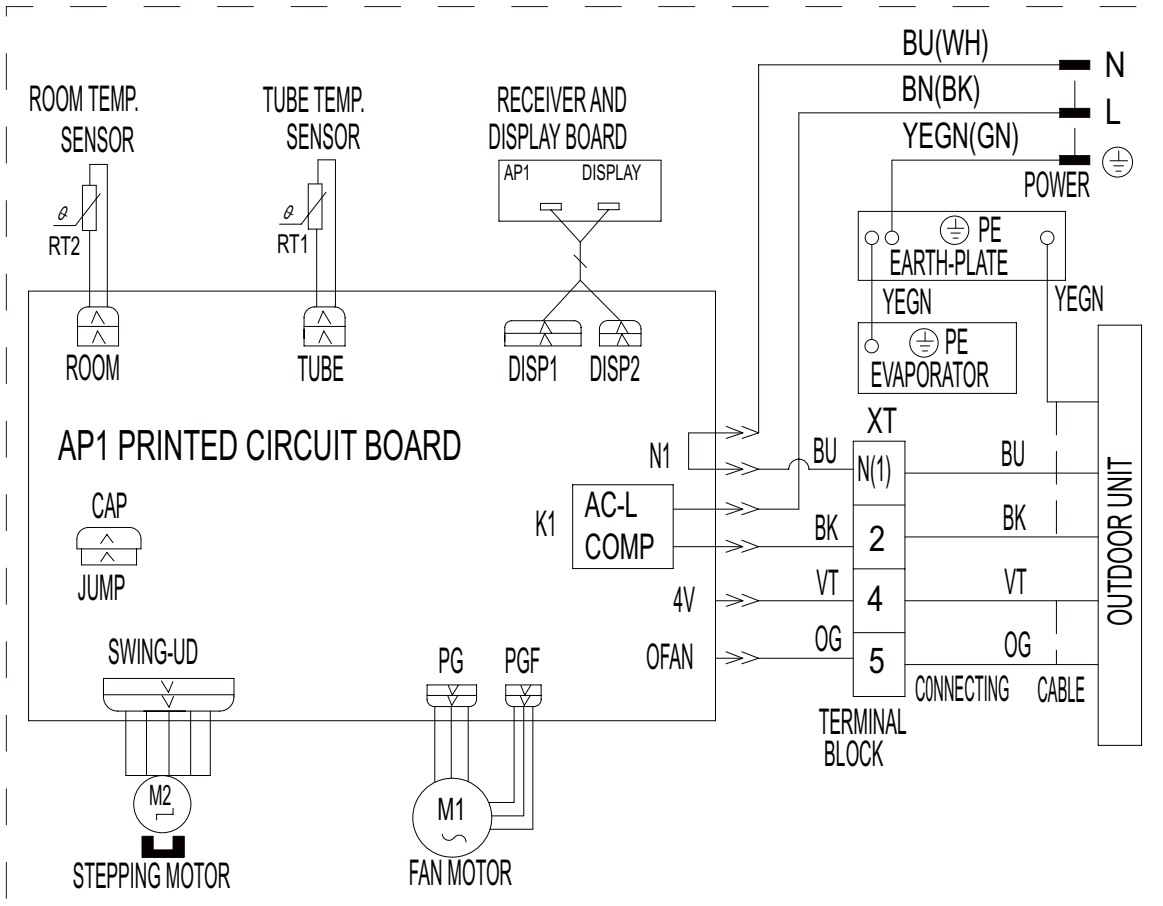 BU(WH)
N
BN(BK)
L
YEGN(GN)
POWER
ROOM TEMP.
SENSOR
θ
RT2
TUBE TEMP.
SENSOR
θ
RT1
RECEIVER AND
DISPLAY BOARD
AP1 DISPLAY
PE
EARTH-PLATE
YEGN
YEGN
PE
EVAPORATOR
ROOM
TUBE
DISP1
DISP2
AP1 PRINTED CIRCUIT BOARD
CAP
JUMP
N1
K1
AC-L
COMP
4V
OFAN
BU
BK
VT
OG
XT
N(1)
2
4
5
TERMINAL
BLOCK
BU
BK
VT
OG
CONNECTING CABLE
OUTDOOR UNIT
SWING-UD
M2
STEPPING MOTOR
PG
PGF
M1
FAN MOTOR